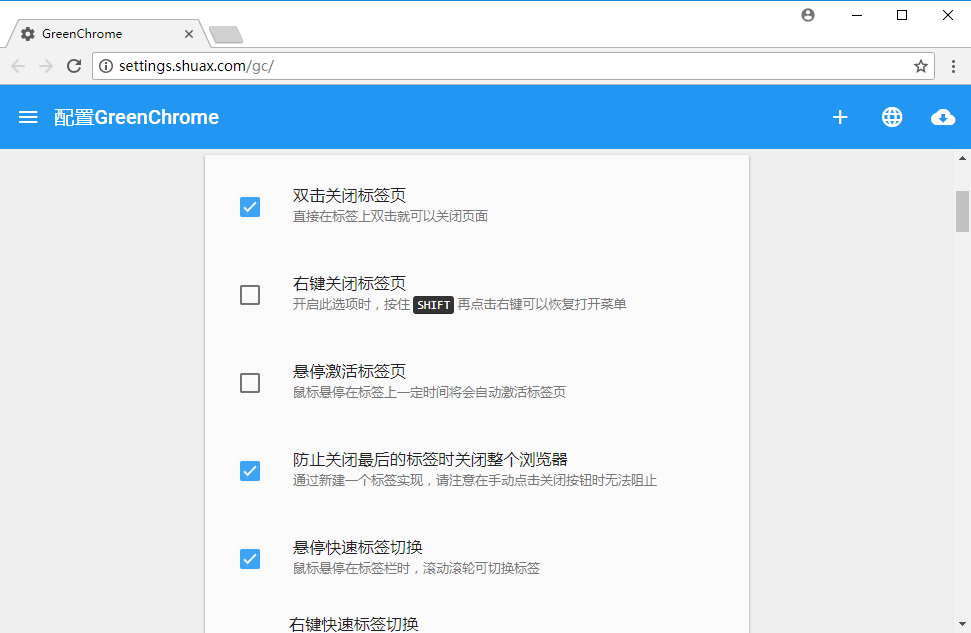 GreenChrome
settings.shuax.com/gc/
配置GreenChrome
双击关闭标签页
直接在标签上双击就可以关闭页面
右键关闭标签页
开启此选项时，按住 SHIFT 再点击右键可以恢复打开菜单
悬停激活标签页
鼠标悬停在标签上一定时间将会自动激活标签页
防止关闭最后的标签时关闭整个浏览器
通过新建一个标签实现，请注意在手动点击关闭按钮时无法阻止
悬停快速标签切换
鼠标悬停在标签栏时，滚动滚轮可切换标签
右键快速标签切换